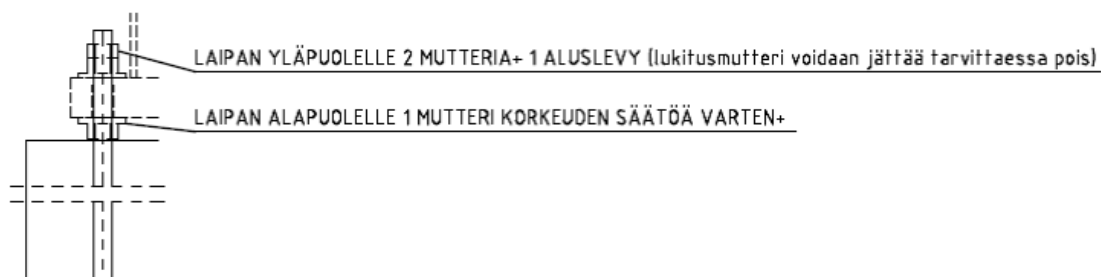 LAIPAN YLÄPUOLELLE 2 MUTTERIA+ 1 ALUSLEVY (lukitusmutteri voidaan jättää tarvittaessa pois)
LAIPAN ALAPUOLELLE 1 MUTTERI KORKEUDEN SÄÄTÖÄ VARTEN+